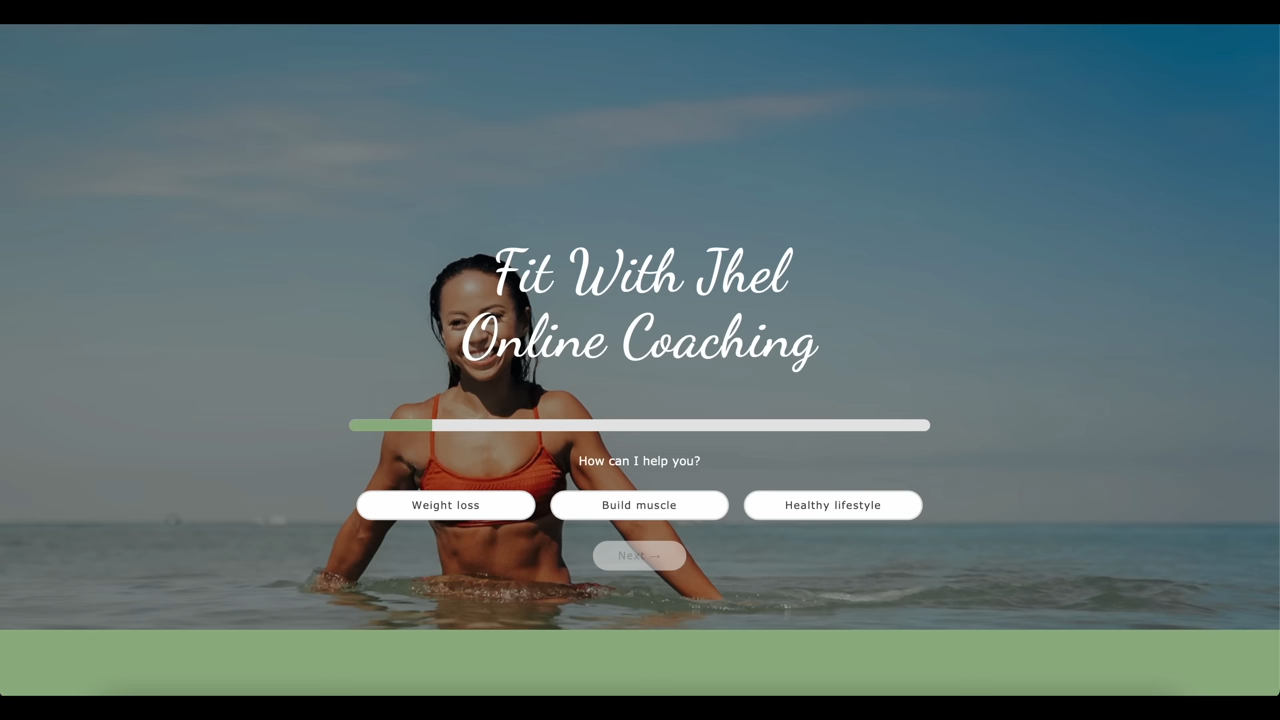 Fit With Jhel
Online Coaching
How can I help you?
Weight loss
Build muscle
Healthy lifestyle
Next →